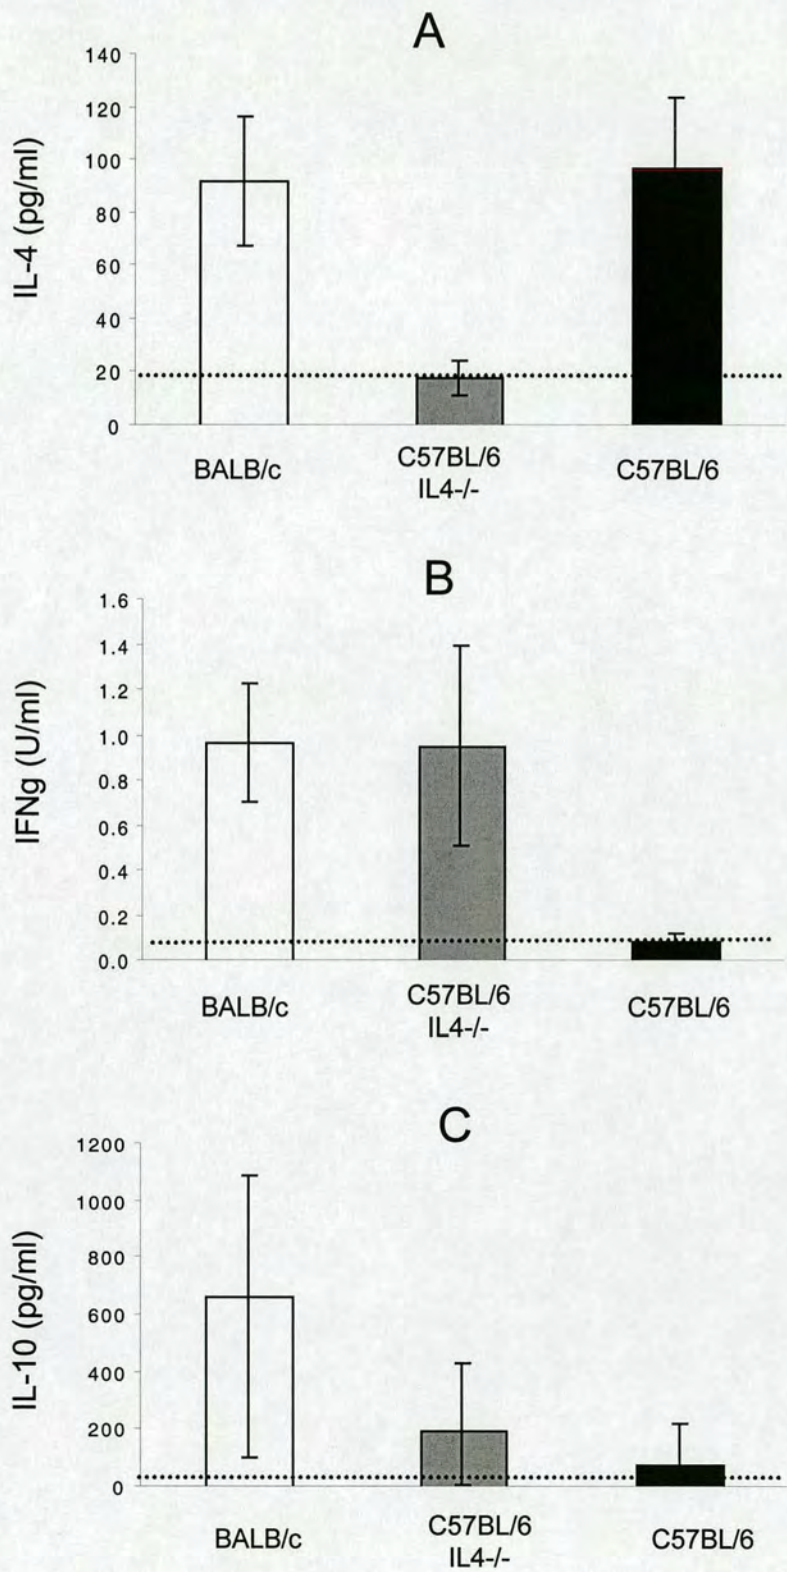 A
IL-4 (pg/ml)
140
120
100
80
60
40
20
0
BALB/c
C57BL/6
IL4-/-
C57BL/6
B
IFNg (U/ml)
1.6
1.4
1.2
1.0
0.8
0.6
0.4
0.2
0.0
BALB/c
C57BL/6
IL4-/-
C57BL/6
C
IL-10 (pg/ml)
1200
1000
800
600
400
200
0
BALB/c
C57BL/6
IL4-/-
C57BL/6